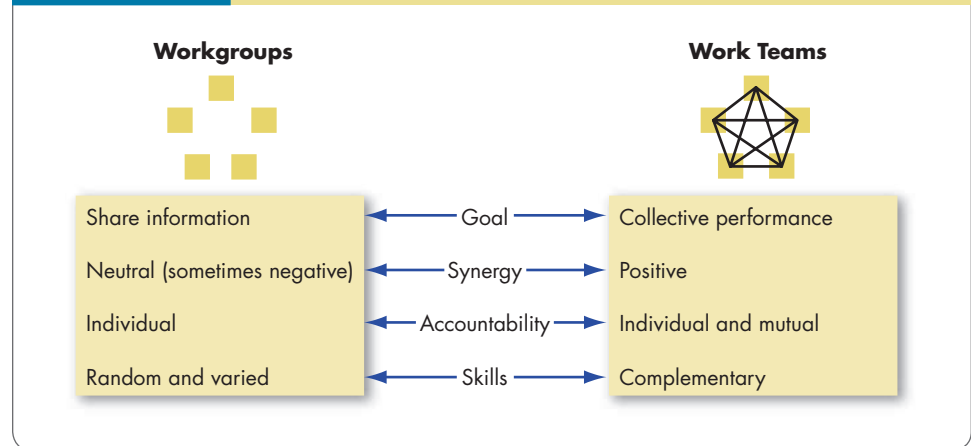 Workgroups
Work Teams
Share information
Goal
Collective performance
Neutral (sometimes negative)
Synergy
Positive
Individual
Accountability
Individual and mutual
Random and varied
Skills
Complementary